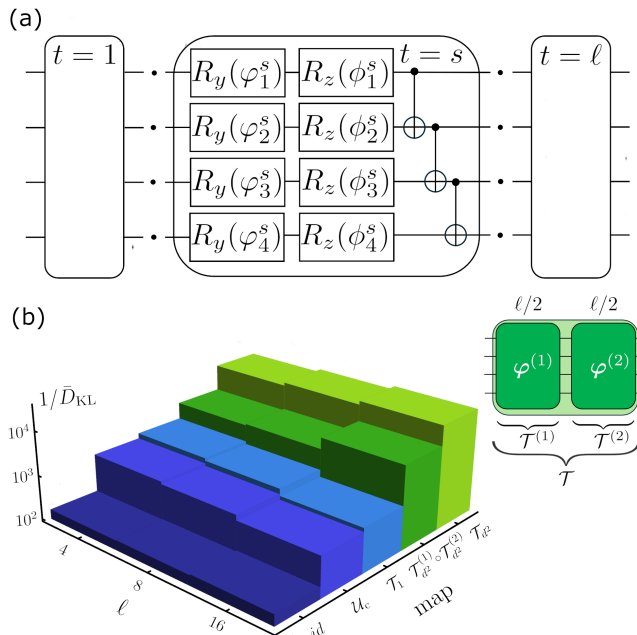 (a)
t = 1
t = s
t = ℓ
R_y(φ_1^s) R_z(ϕ_1^s)
R_y(φ_2^s) R_z(ϕ_2^s)
R_y(φ_3^s) R_z(ϕ_3^s)
R_y(φ_4^s) R_z(ϕ_4^s)
(b)
ℓ/2 ℓ/2
φ^(1) φ^(2)
𝒯^(1) 𝒯^(2)
𝒯
1/D̄_KL
10^4
10^3
10^2
4
8
16
ℓ
id
𝒰_c
𝒯_1
𝒯_{d^2}^{(1)} ∘ 𝒯_{d^2}^{(2)}
𝒯_{d^2}
map